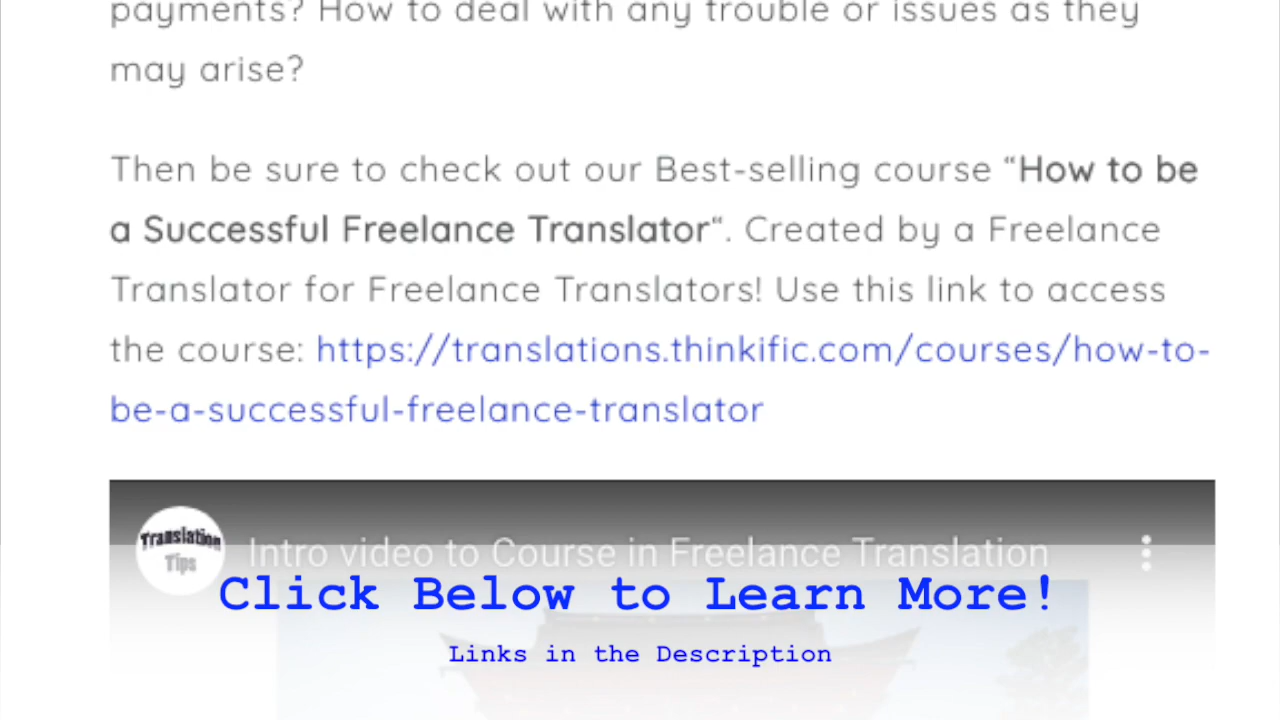 payments? How to deal with any trouble or issues as they
may arise?
Then be sure to check out our Best-selling course “How to be
a Successful Freelance Translator“. Created by a Freelance
Translator for Freelance Translators! Use this link to access
the course: https://translations.thinkific.com/courses/how-to-
be-a-successful-freelance-translator
Translation
Tips
Intro video to Course in Freelance Translation
Click Below to Learn More!
Links in the Description